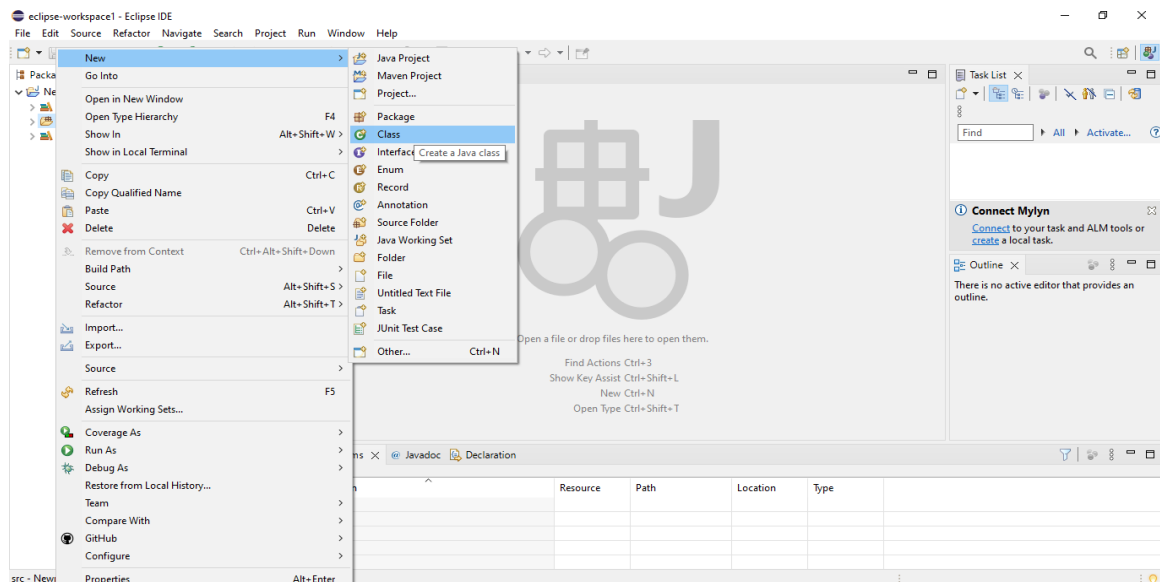 eclipse-workspace1 - Eclipse IDE
File Edit Source Refactor Navigate Search Project Run Window Help
New
Go Into
Open in New Window
Open Type Hierarchy F4
Show In Alt+Shift+W >
Show in Local Terminal
Copy Ctrl+C
Copy Qualified Name
Paste Ctrl+V
Delete Delete
Remove from Context Ctrl+Alt+Shift+Down
Build Path
Source Alt+Shift+S >
Refactor Alt+Shift+T >
Import...
Export...
Source
Refresh F5
Assign Working Sets...
Coverage As
Run As
Debug As
Restore from Local History...
Team
Compare With
GitHub
Configure
Properties Alt+Enter
Java Project
Maven Project
Project...
Package
Class
Interface
Create a Java class
Enum
Record
Annotation
Source Folder
Java Working Set
Folder
File
Untitled Text File
Task
JUnit Test Case
Other... Ctrl+N
Open a file or drop files here to open them.
Find Actions Ctrl+3
Show Key Assist Ctrl+Shift+L
New Ctrl+N
Open Type Ctrl+Shift+T
Task List
Find All Activate...
Connect Mylyn
Connect to your task and ALM tools or
create a local task.
Outline
There is no active editor that provides an
outline.
@ Javadoc Declaration
Resource Path Location Type
src - New